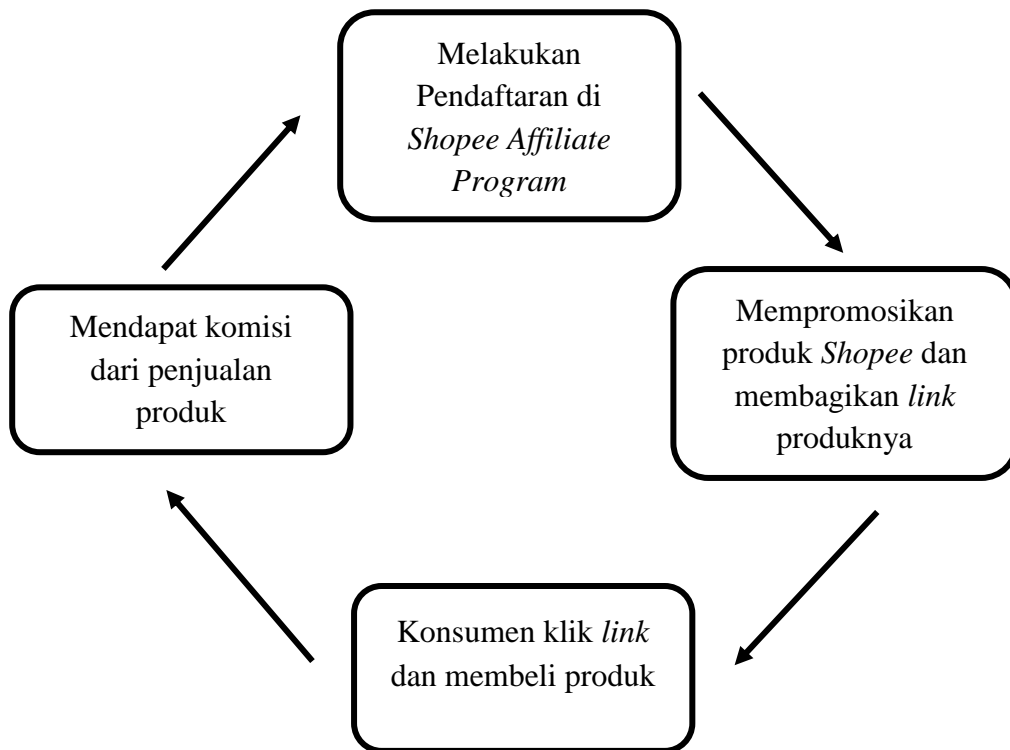 Melakukan
Pendaftaran di
Shopee Affiliate
Program
Mempromosikan
produk Shopee dan
membagikan link
produknya
Konsumen klik link
dan membeli produk
Mendapat komisi
dari penjualan
produk